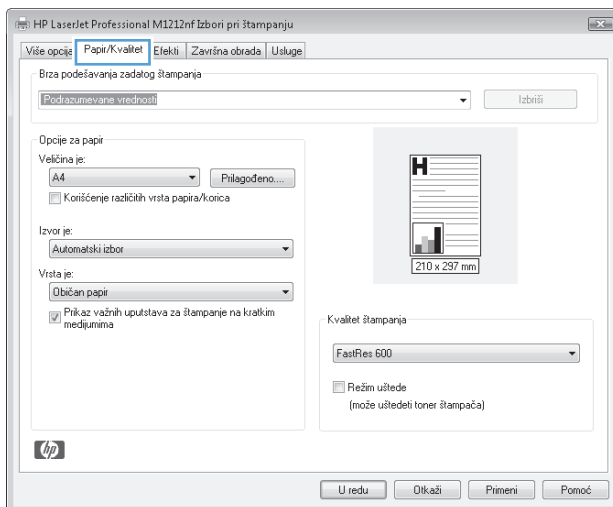 HP LaserJet Professional M1212nf Izbori pri štampanju
Više opcija Papir/Kvalitet Efekti Završna obrada Usluge
Brza podešavanja zadatog štampanja
Podrazumevane vrednosti
Izbriši
Opcije za papir
Veličina je:
A4
Prilagođeno....
Korišćenje različitih vrsta papira/korica
Izvor je:
Automatski izbor
Vrsta je:
Običan papir
Prikaz važnih uputstava za štampanje na kratkim
medijumima
H
210 x 297 mm
Kvalitet štampanja
FastRes 600
Režim uštede
(može uštedeti toner štampača)
hp
U redu Otkaži Primeni Pomoć